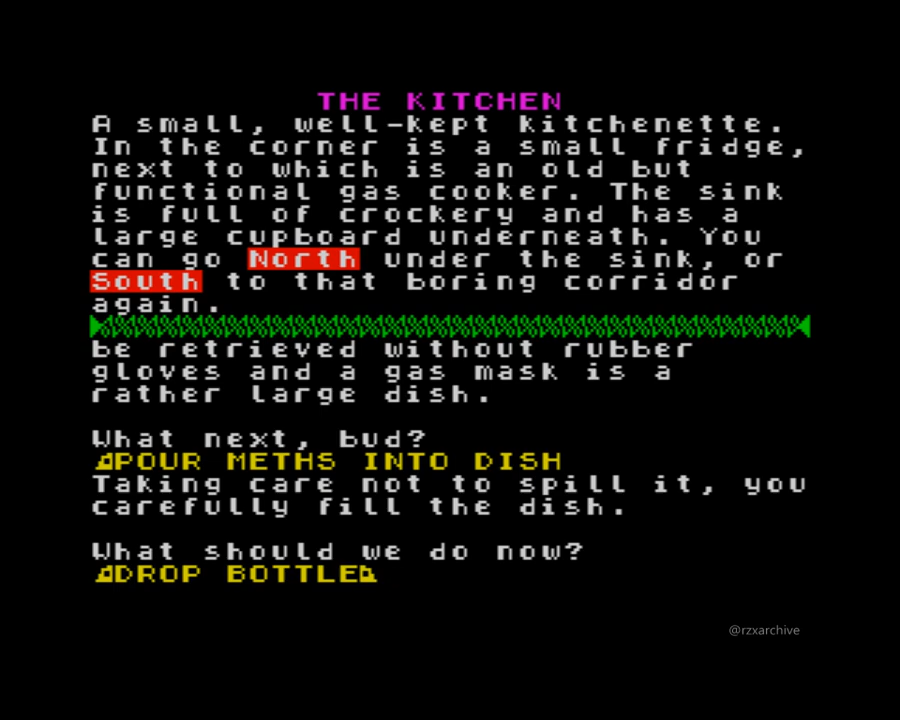 THE KITCHEN
A small, well-kept kitchenette.
In the corner is a small fridge,
next to which is an old but
functional gas cooker. The sink
is full of crockery and has a
large cupboard underneath. You
can go North under the sink, or
South to that boring corridor
again.
be retrieved without rubber
gloves and a gas mask is a
rather large dish.
What next, bud?
POUR METHS INTO DISH
Taking care not to spill it, you
carefully fill the dish.
What should we do now?
DROP BOTTLE
@rzxarchive